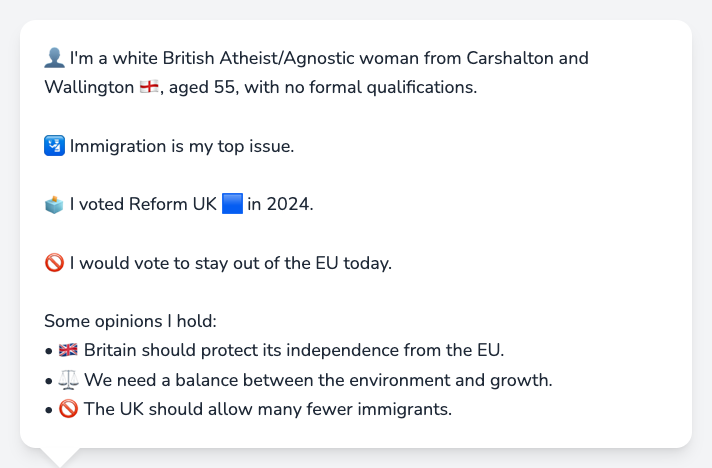 👤 I'm a white British Atheist/Agnostic woman from Carshalton and
Wallington 🏴󠁧󠁢󠁥󠁮󠁧󠁿, aged 55, with no formal qualifications.
🛂 Immigration is my top issue.
🗳️ I voted Reform UK 🟦 in 2024.
🚫 I would vote to stay out of the EU today.
Some opinions I hold:
• 🇬🇧 Britain should protect its independence from the EU.
• ⚖️ We need a balance between the environment and growth.
• 🚫 The UK should allow many fewer immigrants.